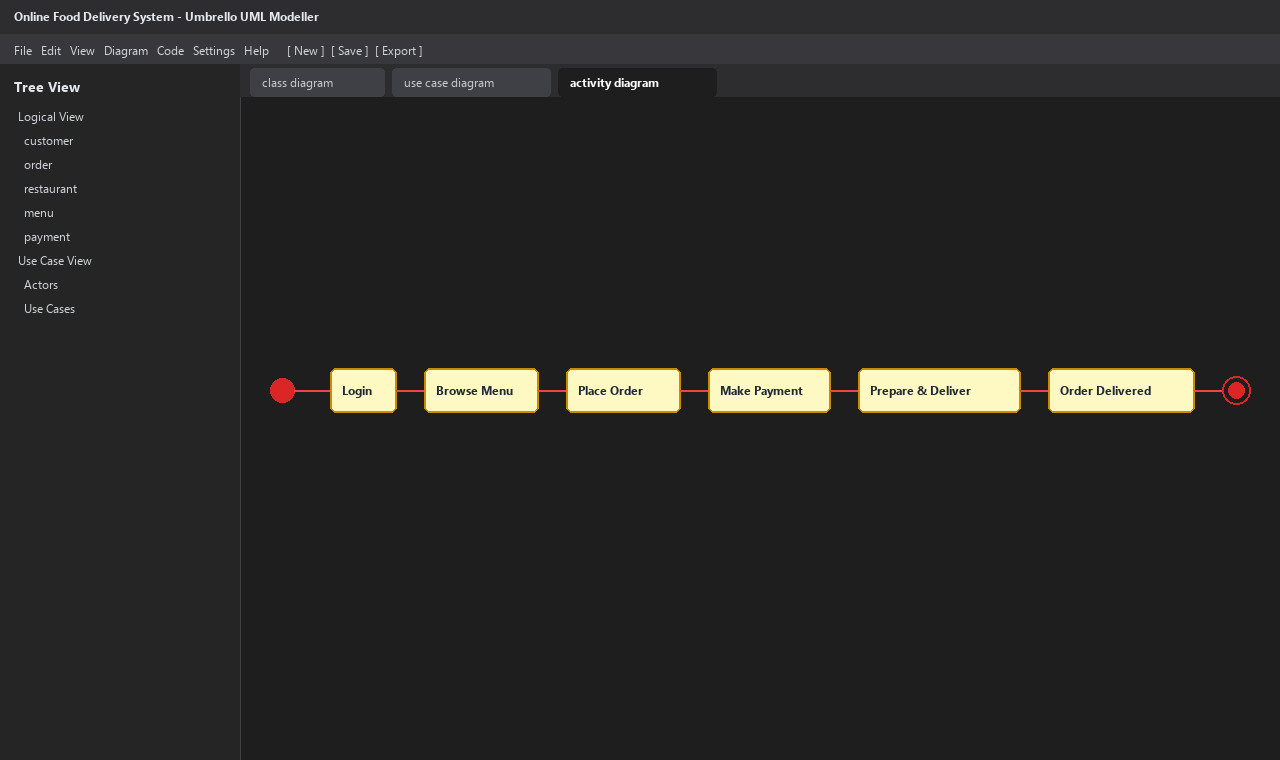 Online Food Delivery System - Umbrello UML Modeller
File Edit View Diagram Code Settings Help [ New ] [ Save ] [ Export ]
Tree View
Logical View
customer
order
restaurant
menu
payment
Use Case View
Actors
Use Cases
class diagram
use case diagram
activity diagram
Login
Browse Menu
Place Order
Make Payment
Prepare & Deliver
Order Delivered